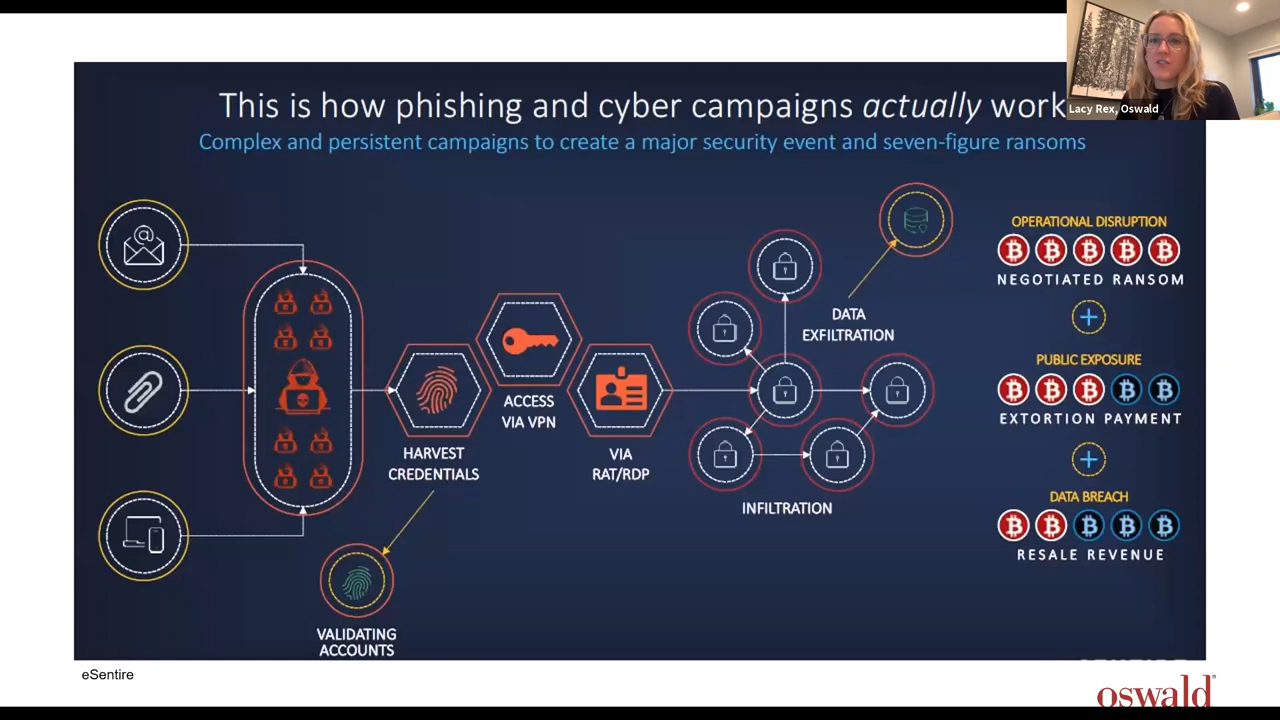 This is how phishing and cyber campaigns actually work
Complex and persistent campaigns to create a major security event and seven-figure ransoms
Lacy Rex, Oswald
HARVEST
CREDENTIALS
VALIDATING
ACCOUNTS
ACCESS
VIA VPN
VIA
RAT/RDP
INFILTRATION
DATA
EXFILTRATION
OPERATIONAL DISRUPTION
NEGOTIATED RANSOM
PUBLIC EXPOSURE
EXTORTION PAYMENT
DATA BREACH
RESALE REVENUE
eSentire
oswald